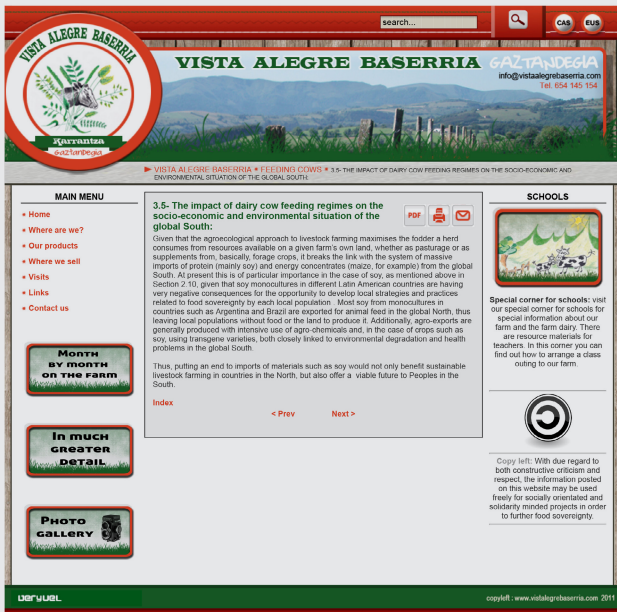 search...
CAS
EUS
VISTA ALEGRE BASERRIA
Karrantza
Gaztandegia
VISTA ALEGRE BASERRIA GAZTANDEGIA
info@vistaalegrebaserria.com
Tel. 654 145 154
VISTA ALEGRE BASERRIA FEEDING COWS 3.5- THE IMPACT OF DAIRY COW FEEDING REGIMES ON THE SOCIO-ECONOMIC AND
ENVIRONMENTAL SITUATION OF THE GLOBAL SOUTH:
MAIN MENU
Home
Where are we?
Our products
Where we sell
Visits
Links
Contact us
Month
by month
on the farm
In much
greater
detail
Photo
gallery
3.5- The impact of dairy cow feeding regimes on the
socio-economic and environmental situation of the
global South:
PDF
Given that the agroecological approach to livestock farming maximises the fodder a herd
consumes from resources available on a given farm's own land, whether as pasturage or as
supplements from, basically, forage crops, it breaks the link with the system of massive
imports of protein (mainly soy) and energy concentrates (maize, for example) from the global
South. At present this is of particular importance in the case of soy, as mentioned above in
Section 2.10, given that soy monocultures in different Latin American countries are having
very negative consequences for the opportunity to develop local strategies and practices
related to food sovereignty by each local population. Most soy from monocultures in
countries such as Argentina and Brazil are exported for animal feed in the global North, thus
leaving local populations without food or the land to produce it. Additionally, agro-exports are
generally produced with intensive use of agro-chemicals and, in the case of crops such as
soy, using transgene varieties, both closely linked to environmental degradation and health
problems in the global South.
Thus, putting an end to imports of materials such as soy would not only benefit sustainable
livestock farming in countries in the North, but also offer a viable future to Peoples in the
South.
Index
< Prev
Next >
SCHOOLS
Special corner for schools: visit
our special corner for schools for
special information about our
farm and the farm dairy. There
are resource materials for
teachers. In this corner you can
find out how to arrange a class
outing to our farm.
Copy left: With due regard to
both constructive criticism and
respect, the information posted
on this website may be used
freely for socially orientated and
solidarity minded projects in order
to further food sovereignty.
copyleft : www.vistalegrebaserria.com 2011